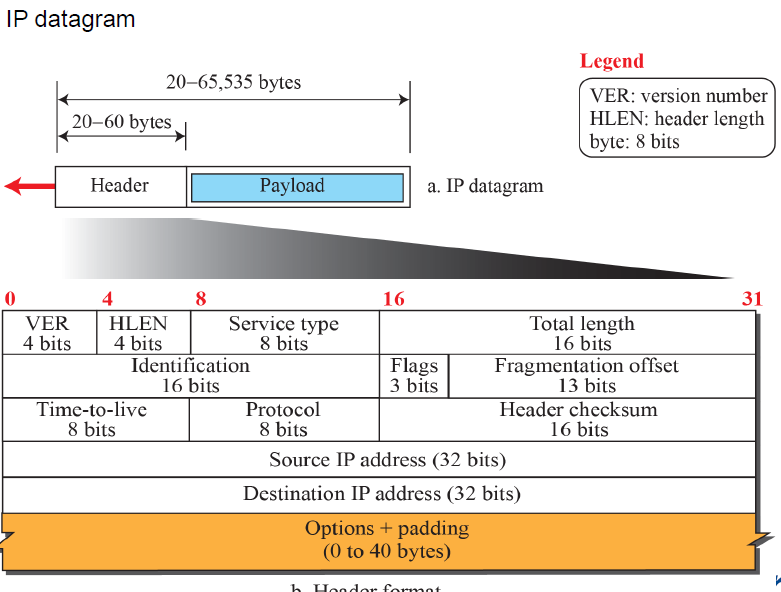 IP datagram
Legend
20–65,535 bytes
VER: version number
HLEN: header length
byte: 8 bits
20–60 bytes
Header
Payload
a. IP datagram
0 4 8 16 31
VER
4 bits
HLEN
4 bits
Service type
8 bits
Total length
16 bits
Identification
16 bits
Flags
3 bits
Fragmentation offset
13 bits
Time-to-live
8 bits
Protocol
8 bits
Header checksum
16 bits
Source IP address (32 bits)
Destination IP address (32 bits)
Options + padding
(0 to 40 bytes)
b. Header format